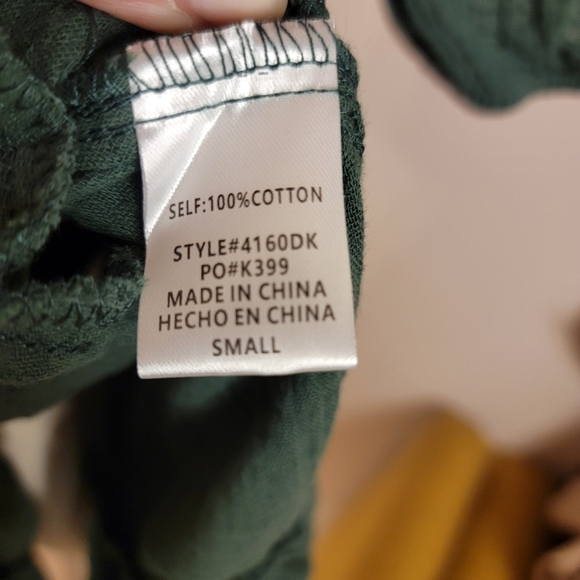 SELF:100%COTTON
STYLE#4160DK
PO#K399
MADE IN CHINA
HECHO EN CHINA
SMALL